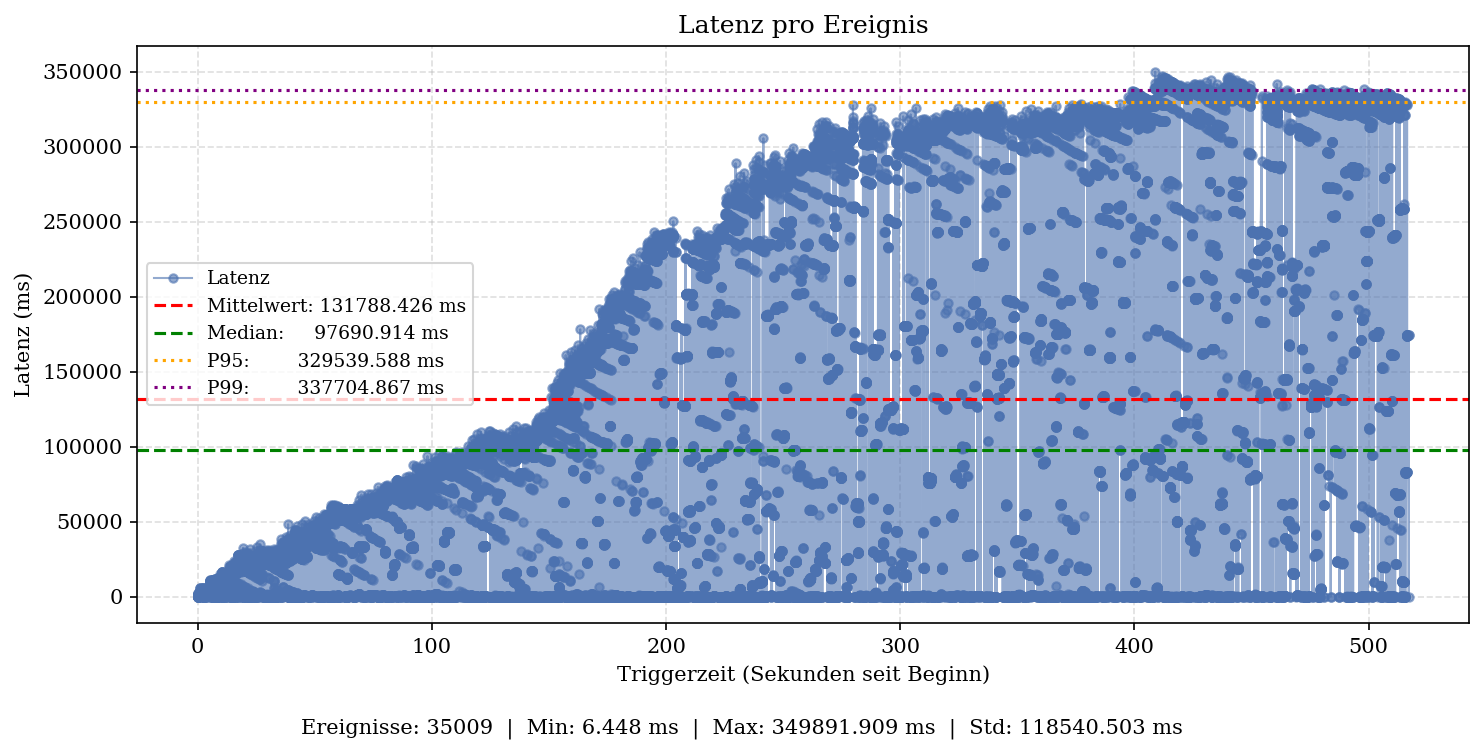 Latenz pro Ereignis
350000
300000
250000
200000
150000
100000
50000
0
Latenz (ms)
Latenz
Mittelwert: 131788.426 ms
Median: 97690.914 ms
P95: 329539.588 ms
P99: 337704.867 ms
0 100 200 300 400 500
Triggerzeit (Sekunden seit Beginn)
Ereignisse: 35009 | Min: 6.448 ms | Max: 349891.909 ms | Std: 118540.503 ms